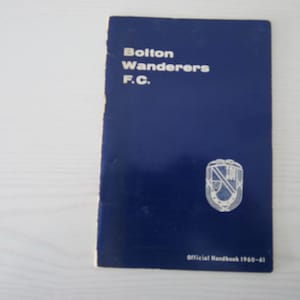 Bolton
Wanderers
F.C.
Official Handbook 1960-61